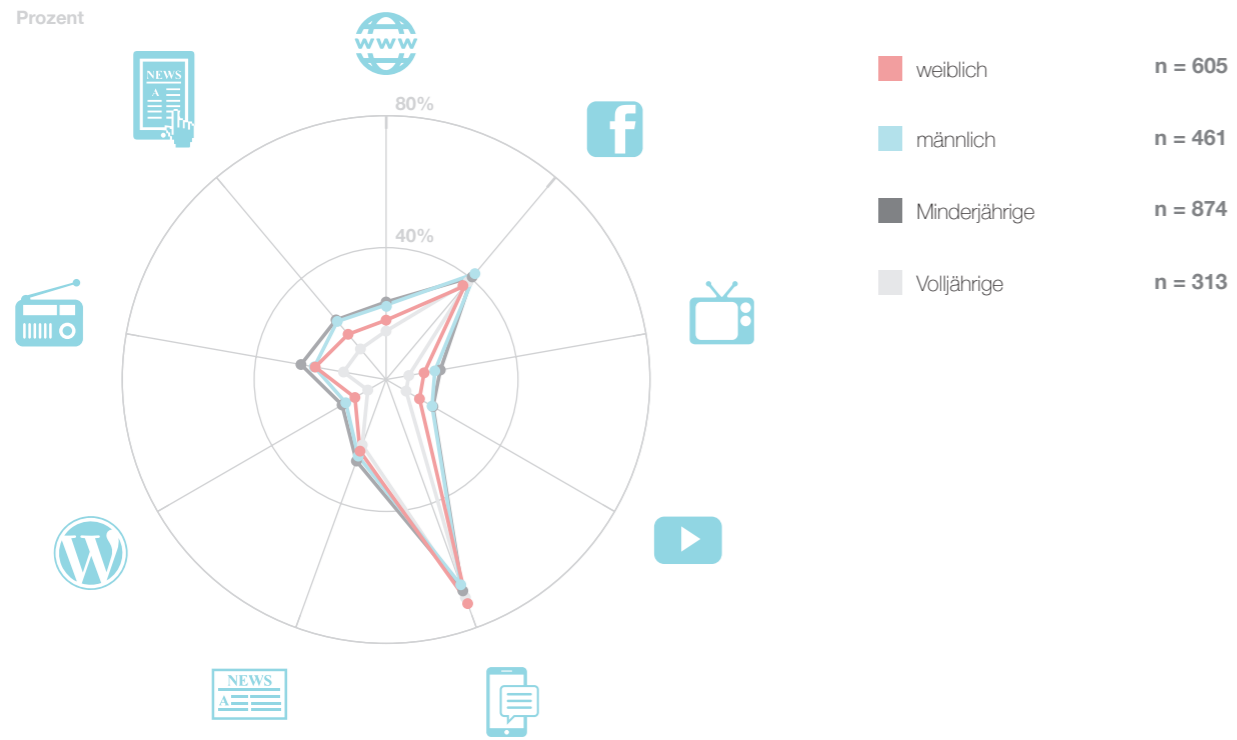 Prozent
www
NEWS
A
f
80%
40%
weiblich n = 605
männlich n = 461
Minderjährige n = 874
Volljährige n = 313
W
NEWS
A